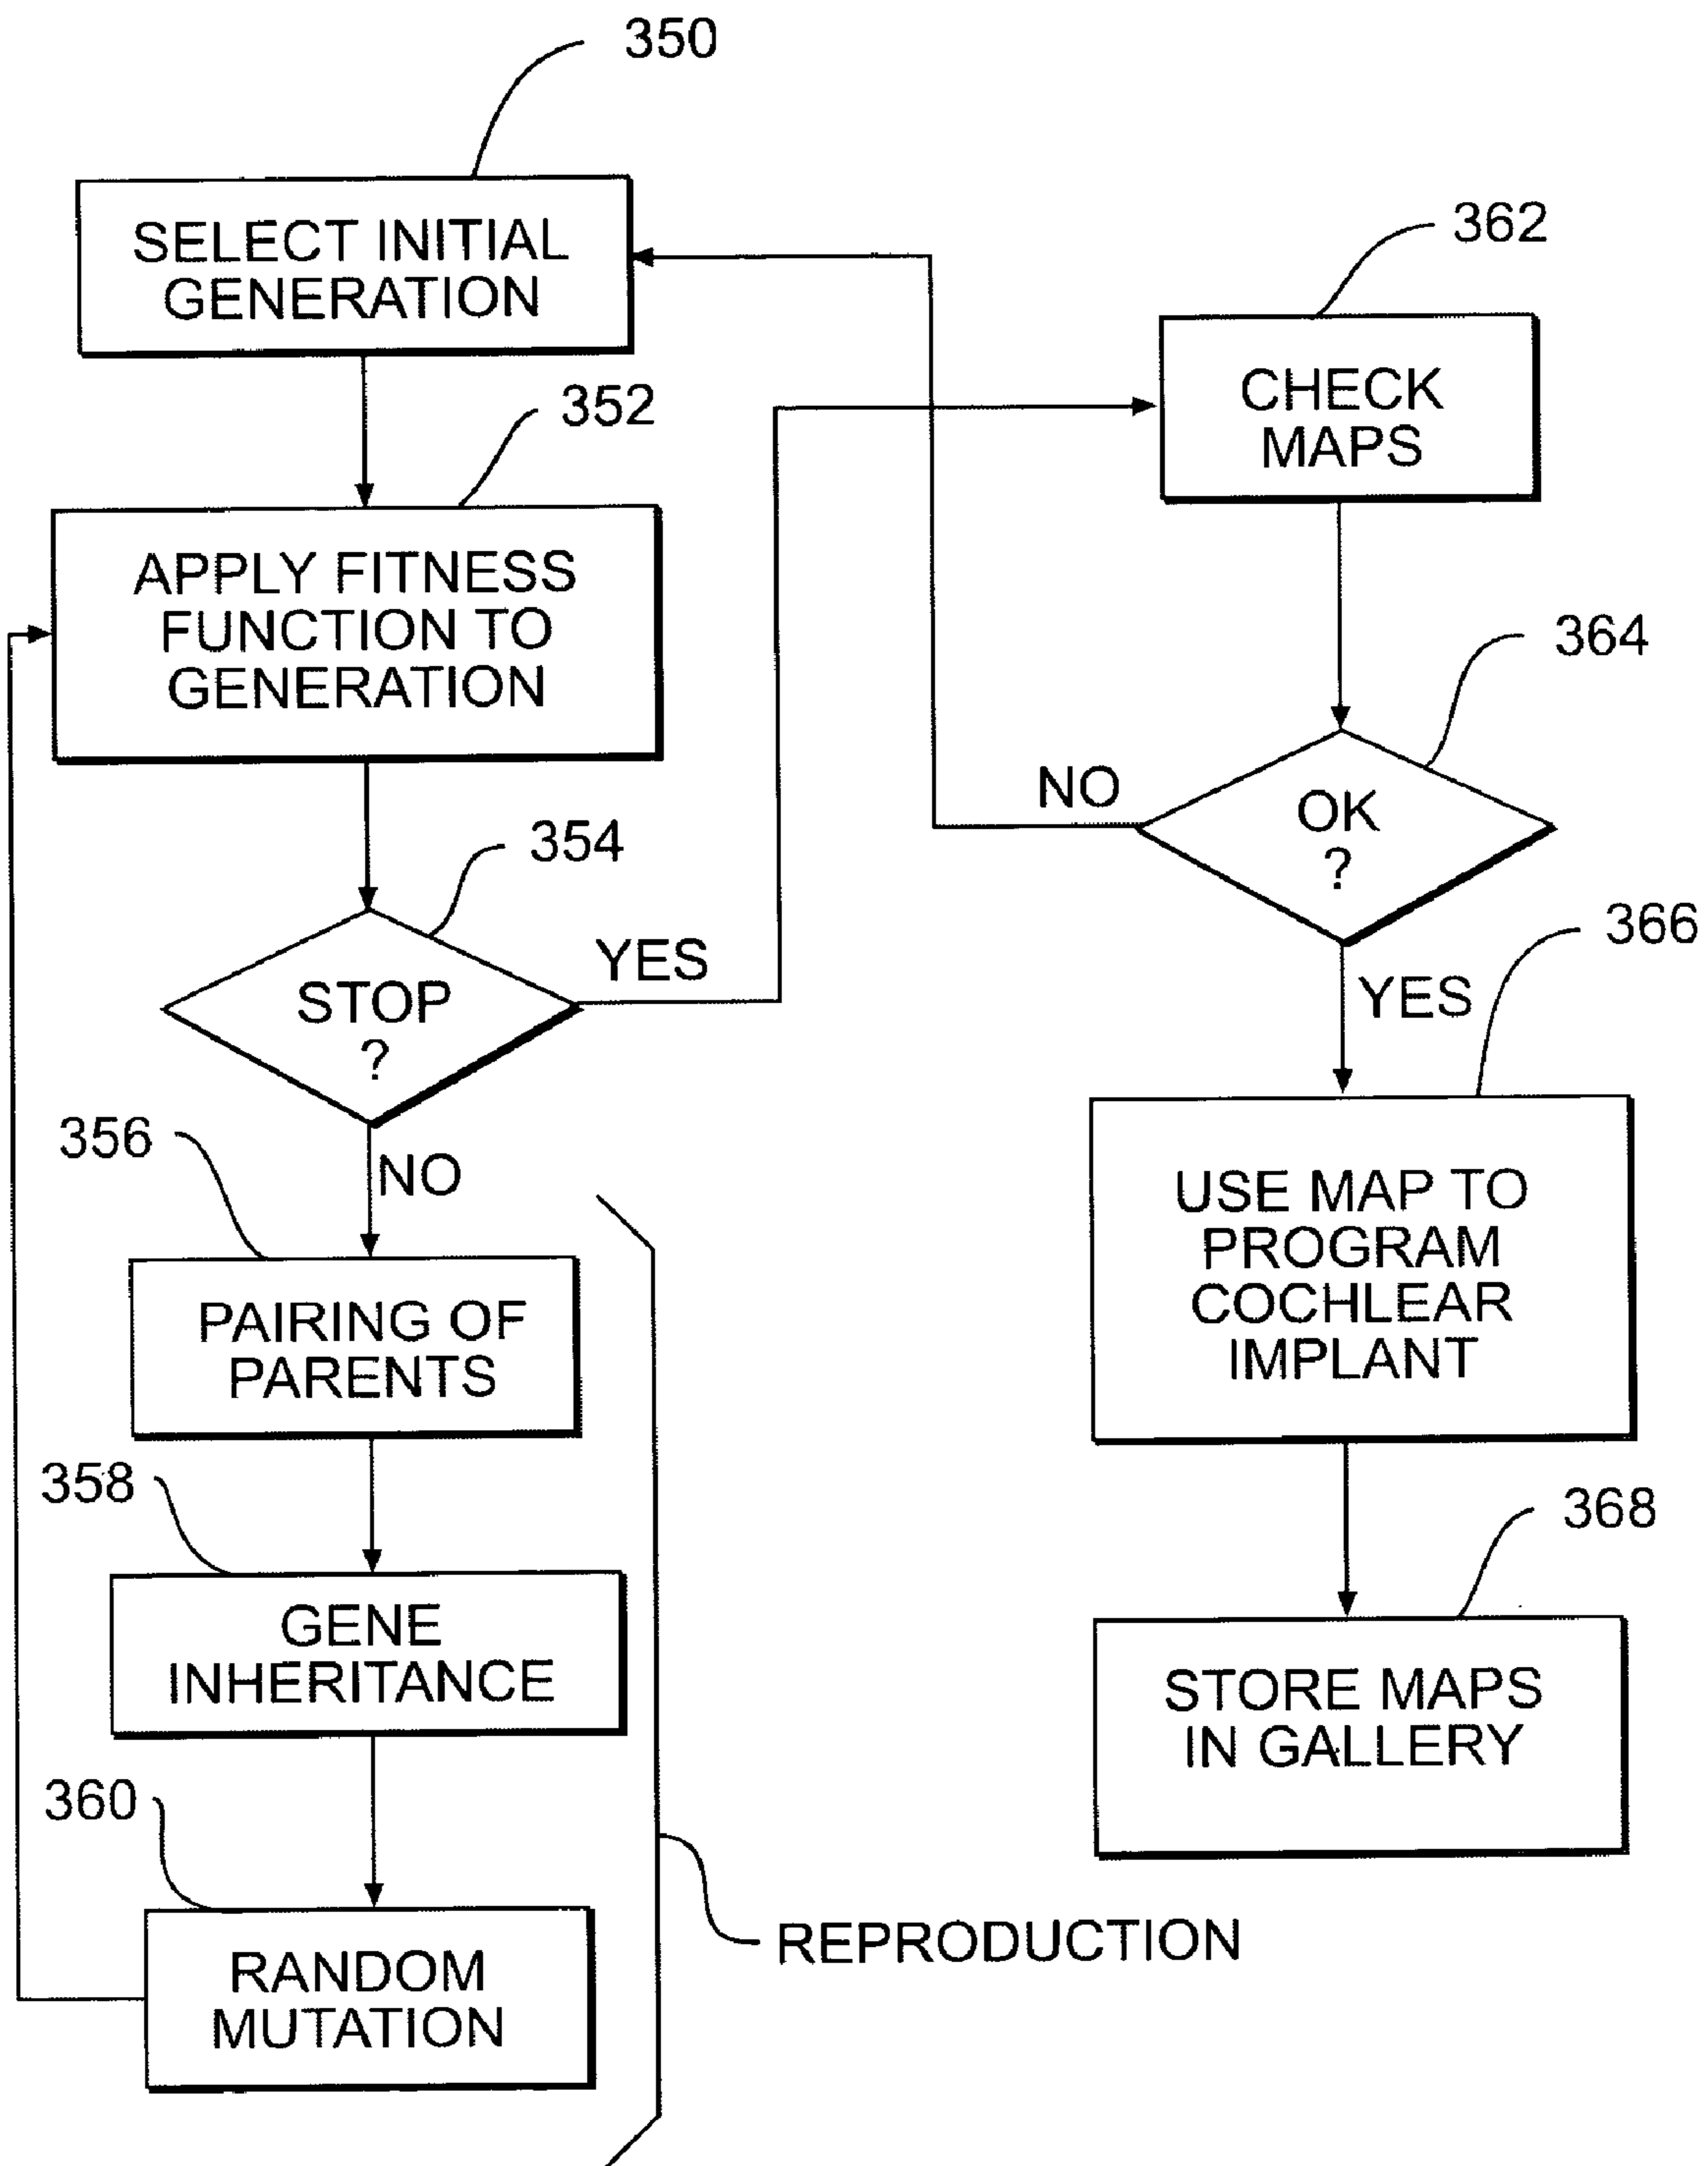 350
SELECT INITIAL
GENERATION
352
APPLY FITNESS
FUNCTION TO
GENERATION
354
STOP
?
YES
NO
356
PAIRING OF
PARENTS
358
GENE
INHERITANCE
360
RANDOM
MUTATION
REPRODUCTION
362
CHECK
MAPS
364
OK
?
NO
YES
366
USE MAP TO
PROGRAM
COCHLEAR
IMPLANT
368
STORE MAPS
IN GALLERY